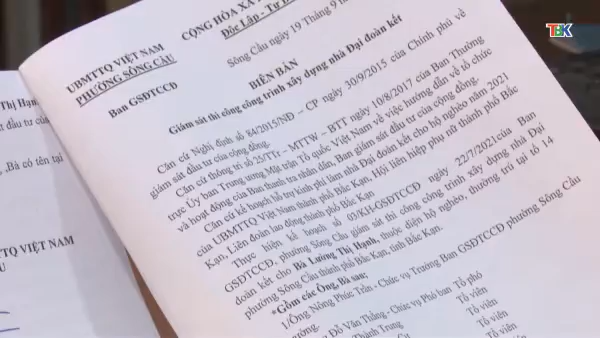 TBK
UBMTTQ VIỆT NAM
PHƯỜNG SÔNG CẦU
Ban GSĐTCCĐ
CỘNG HÒA XÃ
Độc Lập - Tự D
Sông Cầu ngày 19 Tháng 9
BIÊN BẢN
Giám sát thi công công trình xây dựng nhà Đại đoàn kết
Căn cứ Nghị định số 84/2015/NĐ – CP ngày 30/9/2015 của Chính phủ về
giám sát đầu tư của cộng đồng.
Căn cứ thông tri số 25/TTr – MTTW – BTT ngày 10/8/2017 của Ban Thường
trực Ủy ban Trung ương Mặt trận Tổ quốc Việt Nam về việc hướng dẫn về tổ chức
và hoạt động của Ban thanh tra nhân dân, Ban giám sát đầu tư của cộng đồng.
Căn cứ kế hoạch hỗ trợ kinh phí làm nhà Đại đoàn kết cho hộ nghèo năm 2021
của UBMTTQ Việt Nam thành phố Bắc Kạn, Hội liên hiệp phụ nữ thành phố Bắc
Kạn, Liên đoàn lao động thành phố Bắc Kạn
Thực hiện kế hoạch số 03/KH-GSĐTCCĐ ngày 22/7/2021của Ban
GSĐTCCĐ, phường Sông Cầu giám sát thi công công trình xây dựng nhà Đại
đoàn kết cho Bà Lường Thị Hạnh, thuộc diện hộ nghèo, thường trú tại tổ 14
phường Sông Cầu thành phố Bắc Kạn, tỉnh Bắc Kạn.
*Gồm các Ông Bà sau:
1/Ông Nông Phúc Trần - Chức vụ Trưởng Ban GSĐTCCĐ phường Sông Cầu
Đỗ Văn Thắng - Chức vụ Phó ban Tổ phó
Thành Trung Tổ viên
Tổ viên
Tổ viên
Thị Hạnh,
đầu tư của
.Bà có tên tại
Q VIỆT NAM